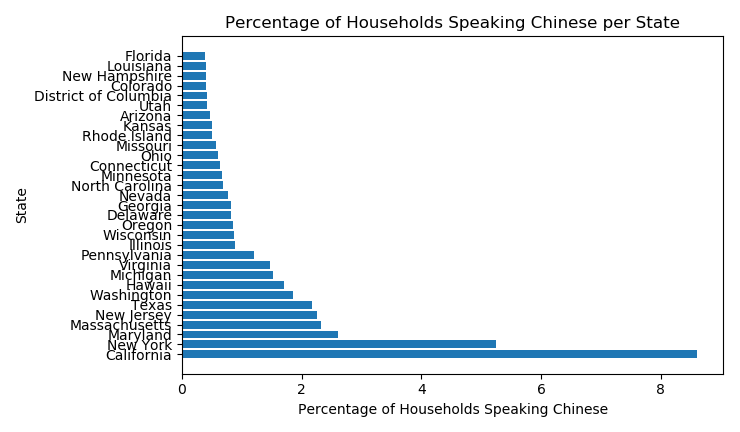 Percentage of Households Speaking Chinese per State
Florida
Louisiana
New Hampshire
Colorado
District of Columbia
Utah
Arizona
Kansas
Rhode Island
Missouri
Ohio
Connecticut
Minnesota
North Carolina
Nevada
Georgia
Delaware
Oregon
Wisconsin
Illinois
Pennsylvania
Virginia
Michigan
Hawaii
Washington
Texas
New Jersey
Massachusetts
Maryland
New York
California
State
0 2 4 6 8
Percentage of Households Speaking Chinese